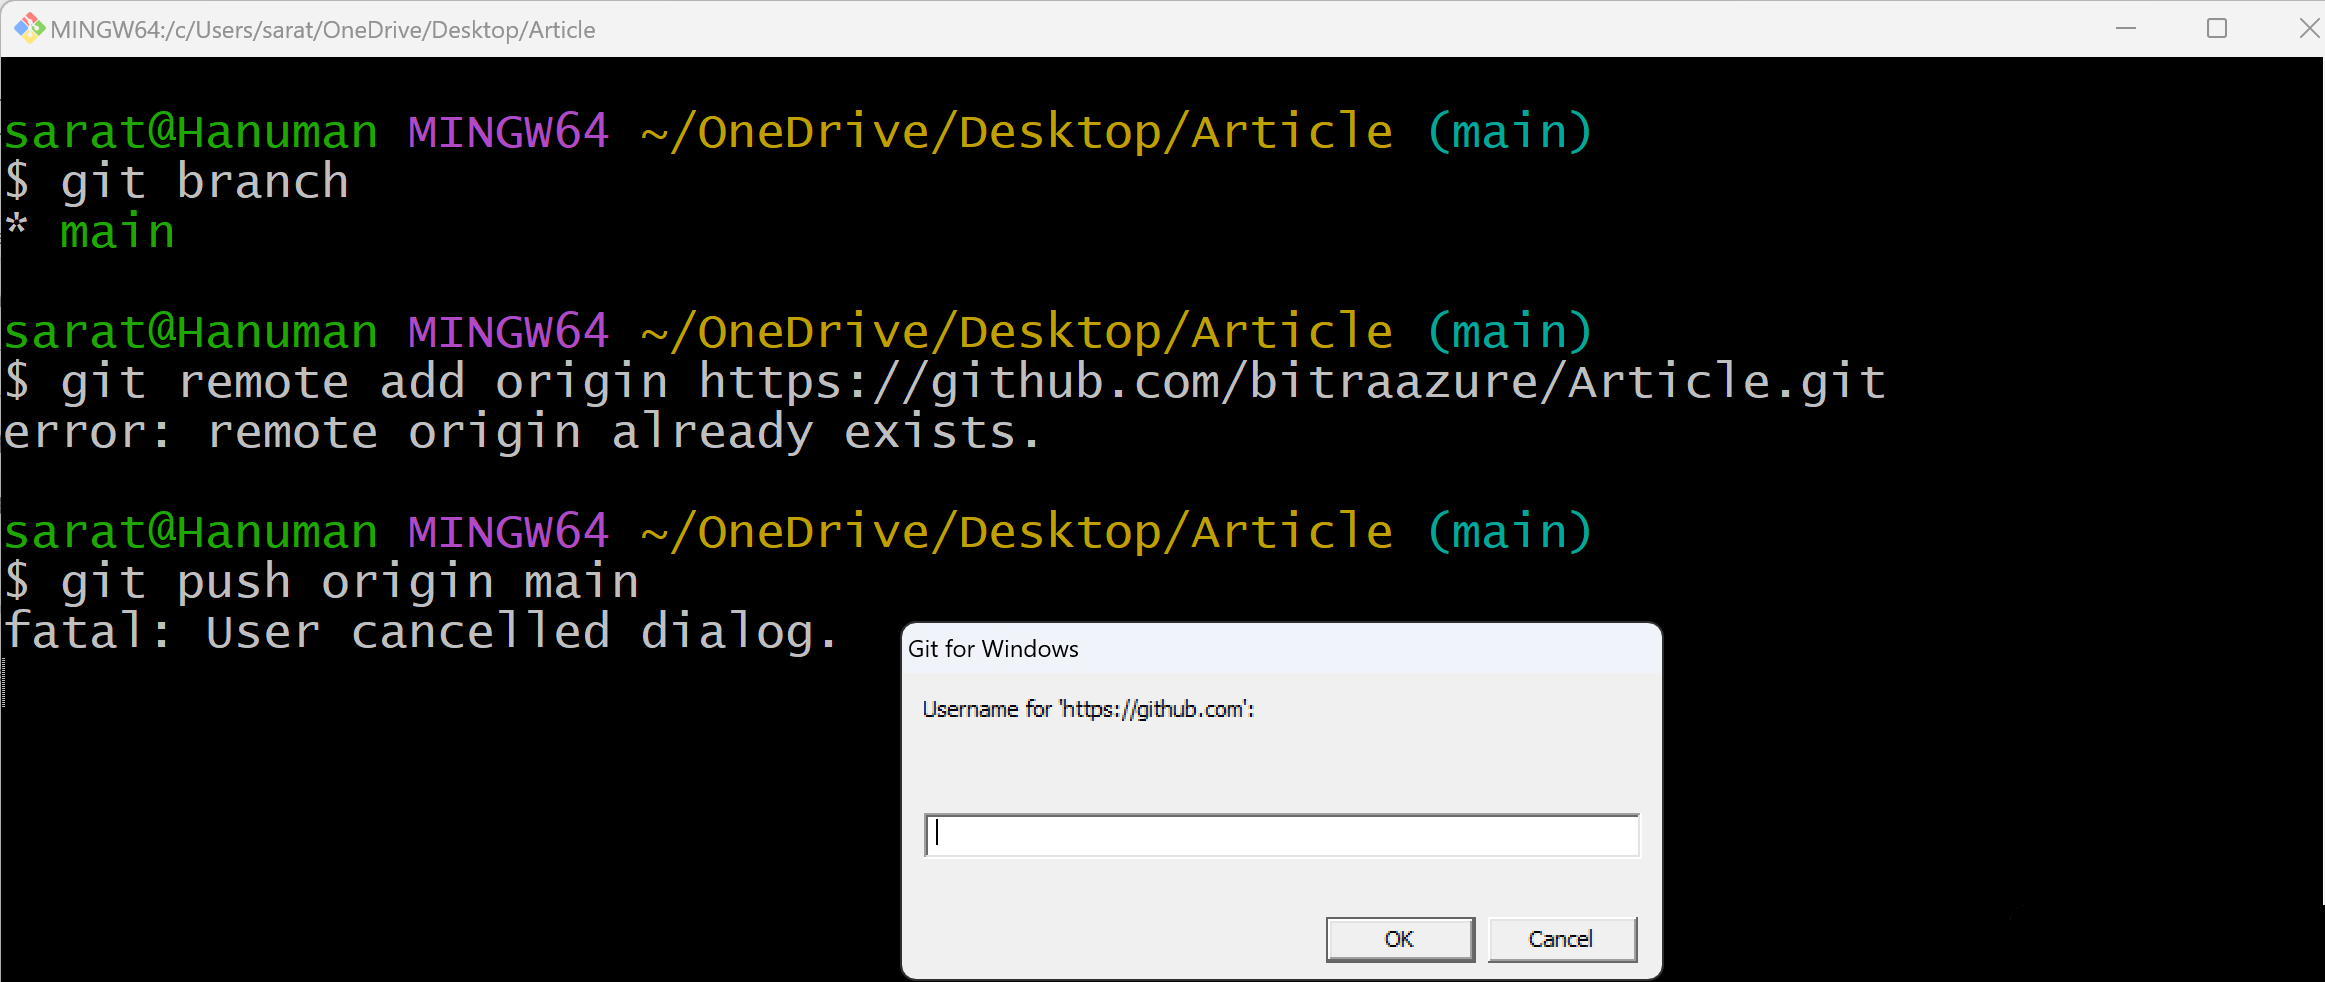 MINGW64:/c/Users/sarat/OneDrive/Desktop/Article
sarat@Hanuman MINGW64 ~/OneDrive/Desktop/Article (main)
$ git branch
* main
sarat@Hanuman MINGW64 ~/OneDrive/Desktop/Article (main)
$ git remote add origin https://github.com/bitraazure/Article.git
error: remote origin already exists.
sarat@Hanuman MINGW64 ~/OneDrive/Desktop/Article (main)
$ git push origin main
fatal: User cancelled dialog.
Git for Windows
Username for 'https://github.com':
OK Cancel